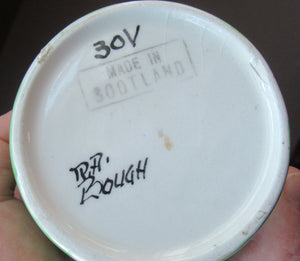 30V
MADE IN
SCOTLAND
D.A.
BOUGH